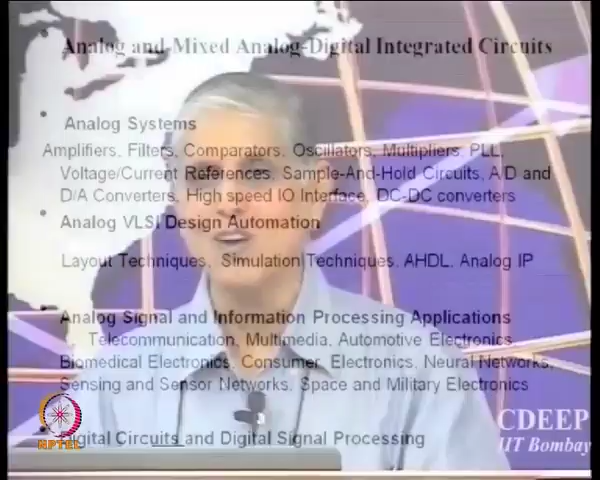 Analog and Mixed Analog-Digital Integrated Circuits
Analog Systems
Amplifiers, Filters, Comparators, Oscillators, Multipliers, PLL,
Voltage/Current References, Sample-And-Hold Circuits, A/D and
D/A Converters, High speed IO Interface, DC-DC converters
Analog VLSI Design Automation
Layout Techniques, Simulation Techniques, AHDL, Analog IP
Analog Signal and Information Processing Applications
Telecommunication, Multimedia, Automotive Electronics
Biomedical Electronics, Consumer Electronics, Neural Networks,
Sensing and Sensor Networks, Space and Military Electronics
Digital Circuits and Digital Signal Processing
NPTEL
CDEEP
IIT Bombay